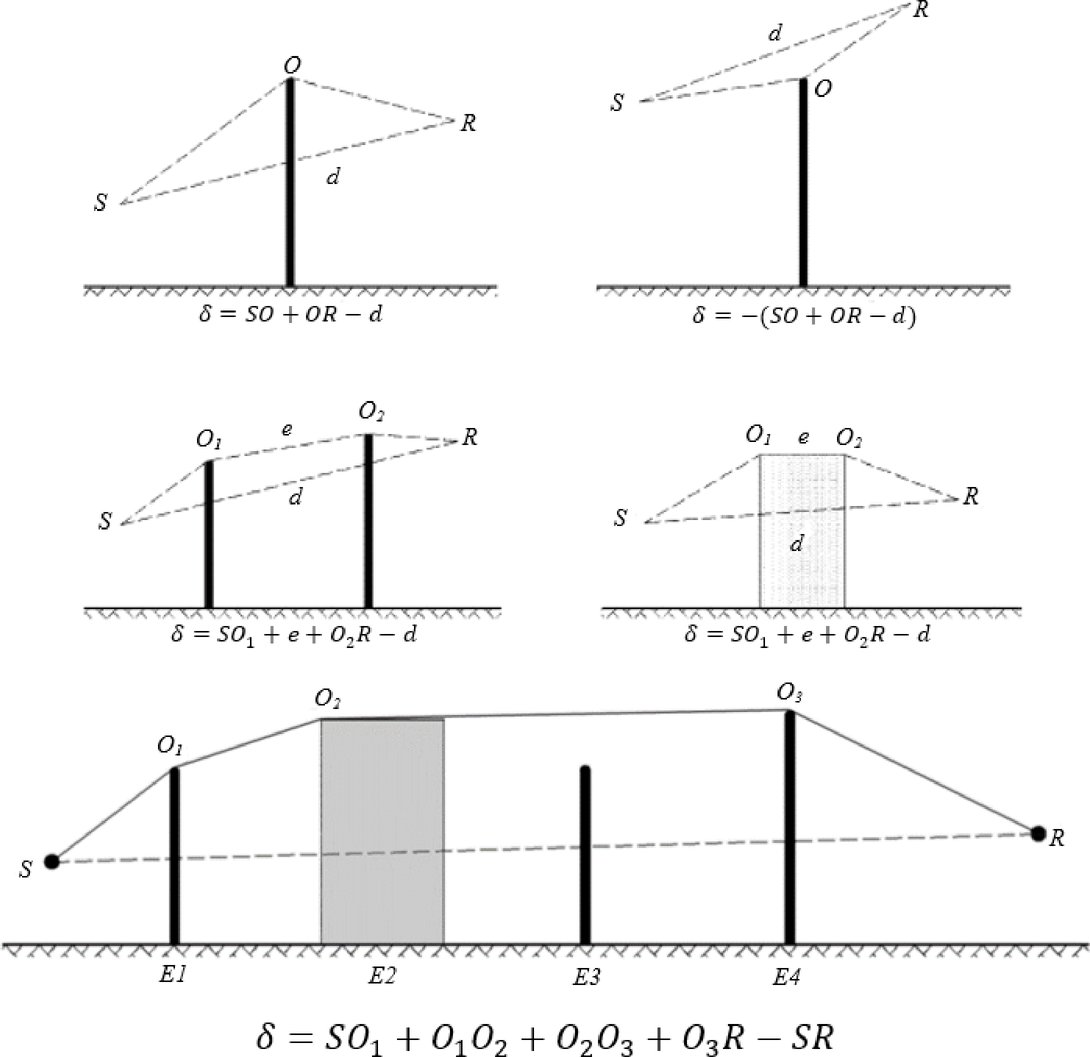 O
R
d
S
δ = SO + OR − d
R
d
S
O
δ = −(SO + OR − d)
O₁
e
O₂
R
d
S
δ = SO₁ + e + O₂R − d
O₁
e
O₂
R
S
d
δ = SO₁ + e + O₂R − d
O₁
O₂
O₃
S
R
E1
E2
E3
E4
δ = SO₁ + O₁O₂ + O₂O₃ + O₃R − SR